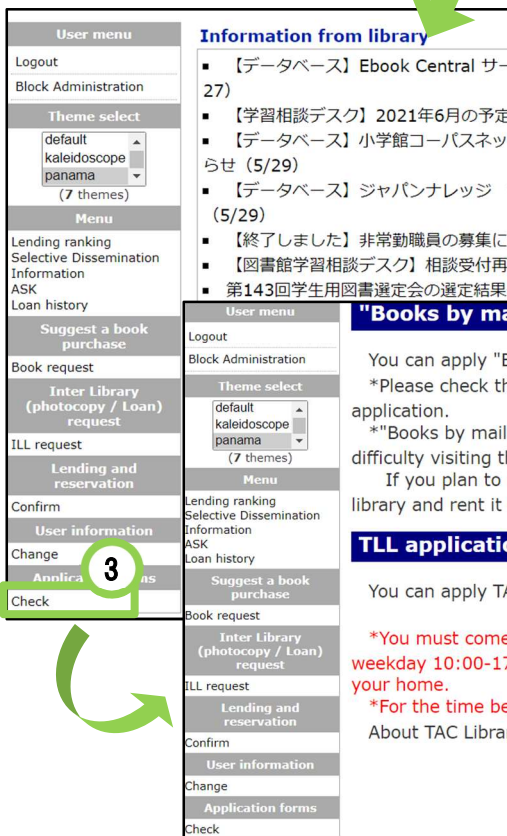 User menu
Logout
Block Administration
Theme select
default
kaleidoscope
panama
(7 themes)
Menu
Lending ranking
Selective Dissemination
Information
ASK
Loan history
Suggest a book
purchase
Book request
Inter Library
(photocopy / Loan)
request
ILL request
Lending and
reservation
Confirm
User information
Change
3
Check
Information from library
【データベース】Ebook Central サー
27)
【学習相談デスク】2021年6月の予定
【データベース】小学館コーパスネッ
らせ（5/29）
【データベース】ジャパンナレッジ
（5/29）
【終了しました】非常勤職員の募集に
【図書館学習相談デスク】相談受付再
第143回学生用図書選定会の選定結果
User menu
Logout
Block Administration
Theme select
default
kaleidoscope
panama
(7 themes)
Menu
Lending ranking
Selective Dissemination
Information
ASK
Loan history
Suggest a book
purchase
Book request
Inter Library
(photocopy / Loan)
request
ILL request
Lending and
reservation
Confirm
User information
Change
Application forms
Check
"Books by ma
You can apply "B
*Please check th
application.
*"Books by mail
difficulty visiting th
If you plan to
library and rent it
TLL applicatio
You can apply TA
*You must come
weekday 10:00-17
your home.
*For the time be
About TAC Librar